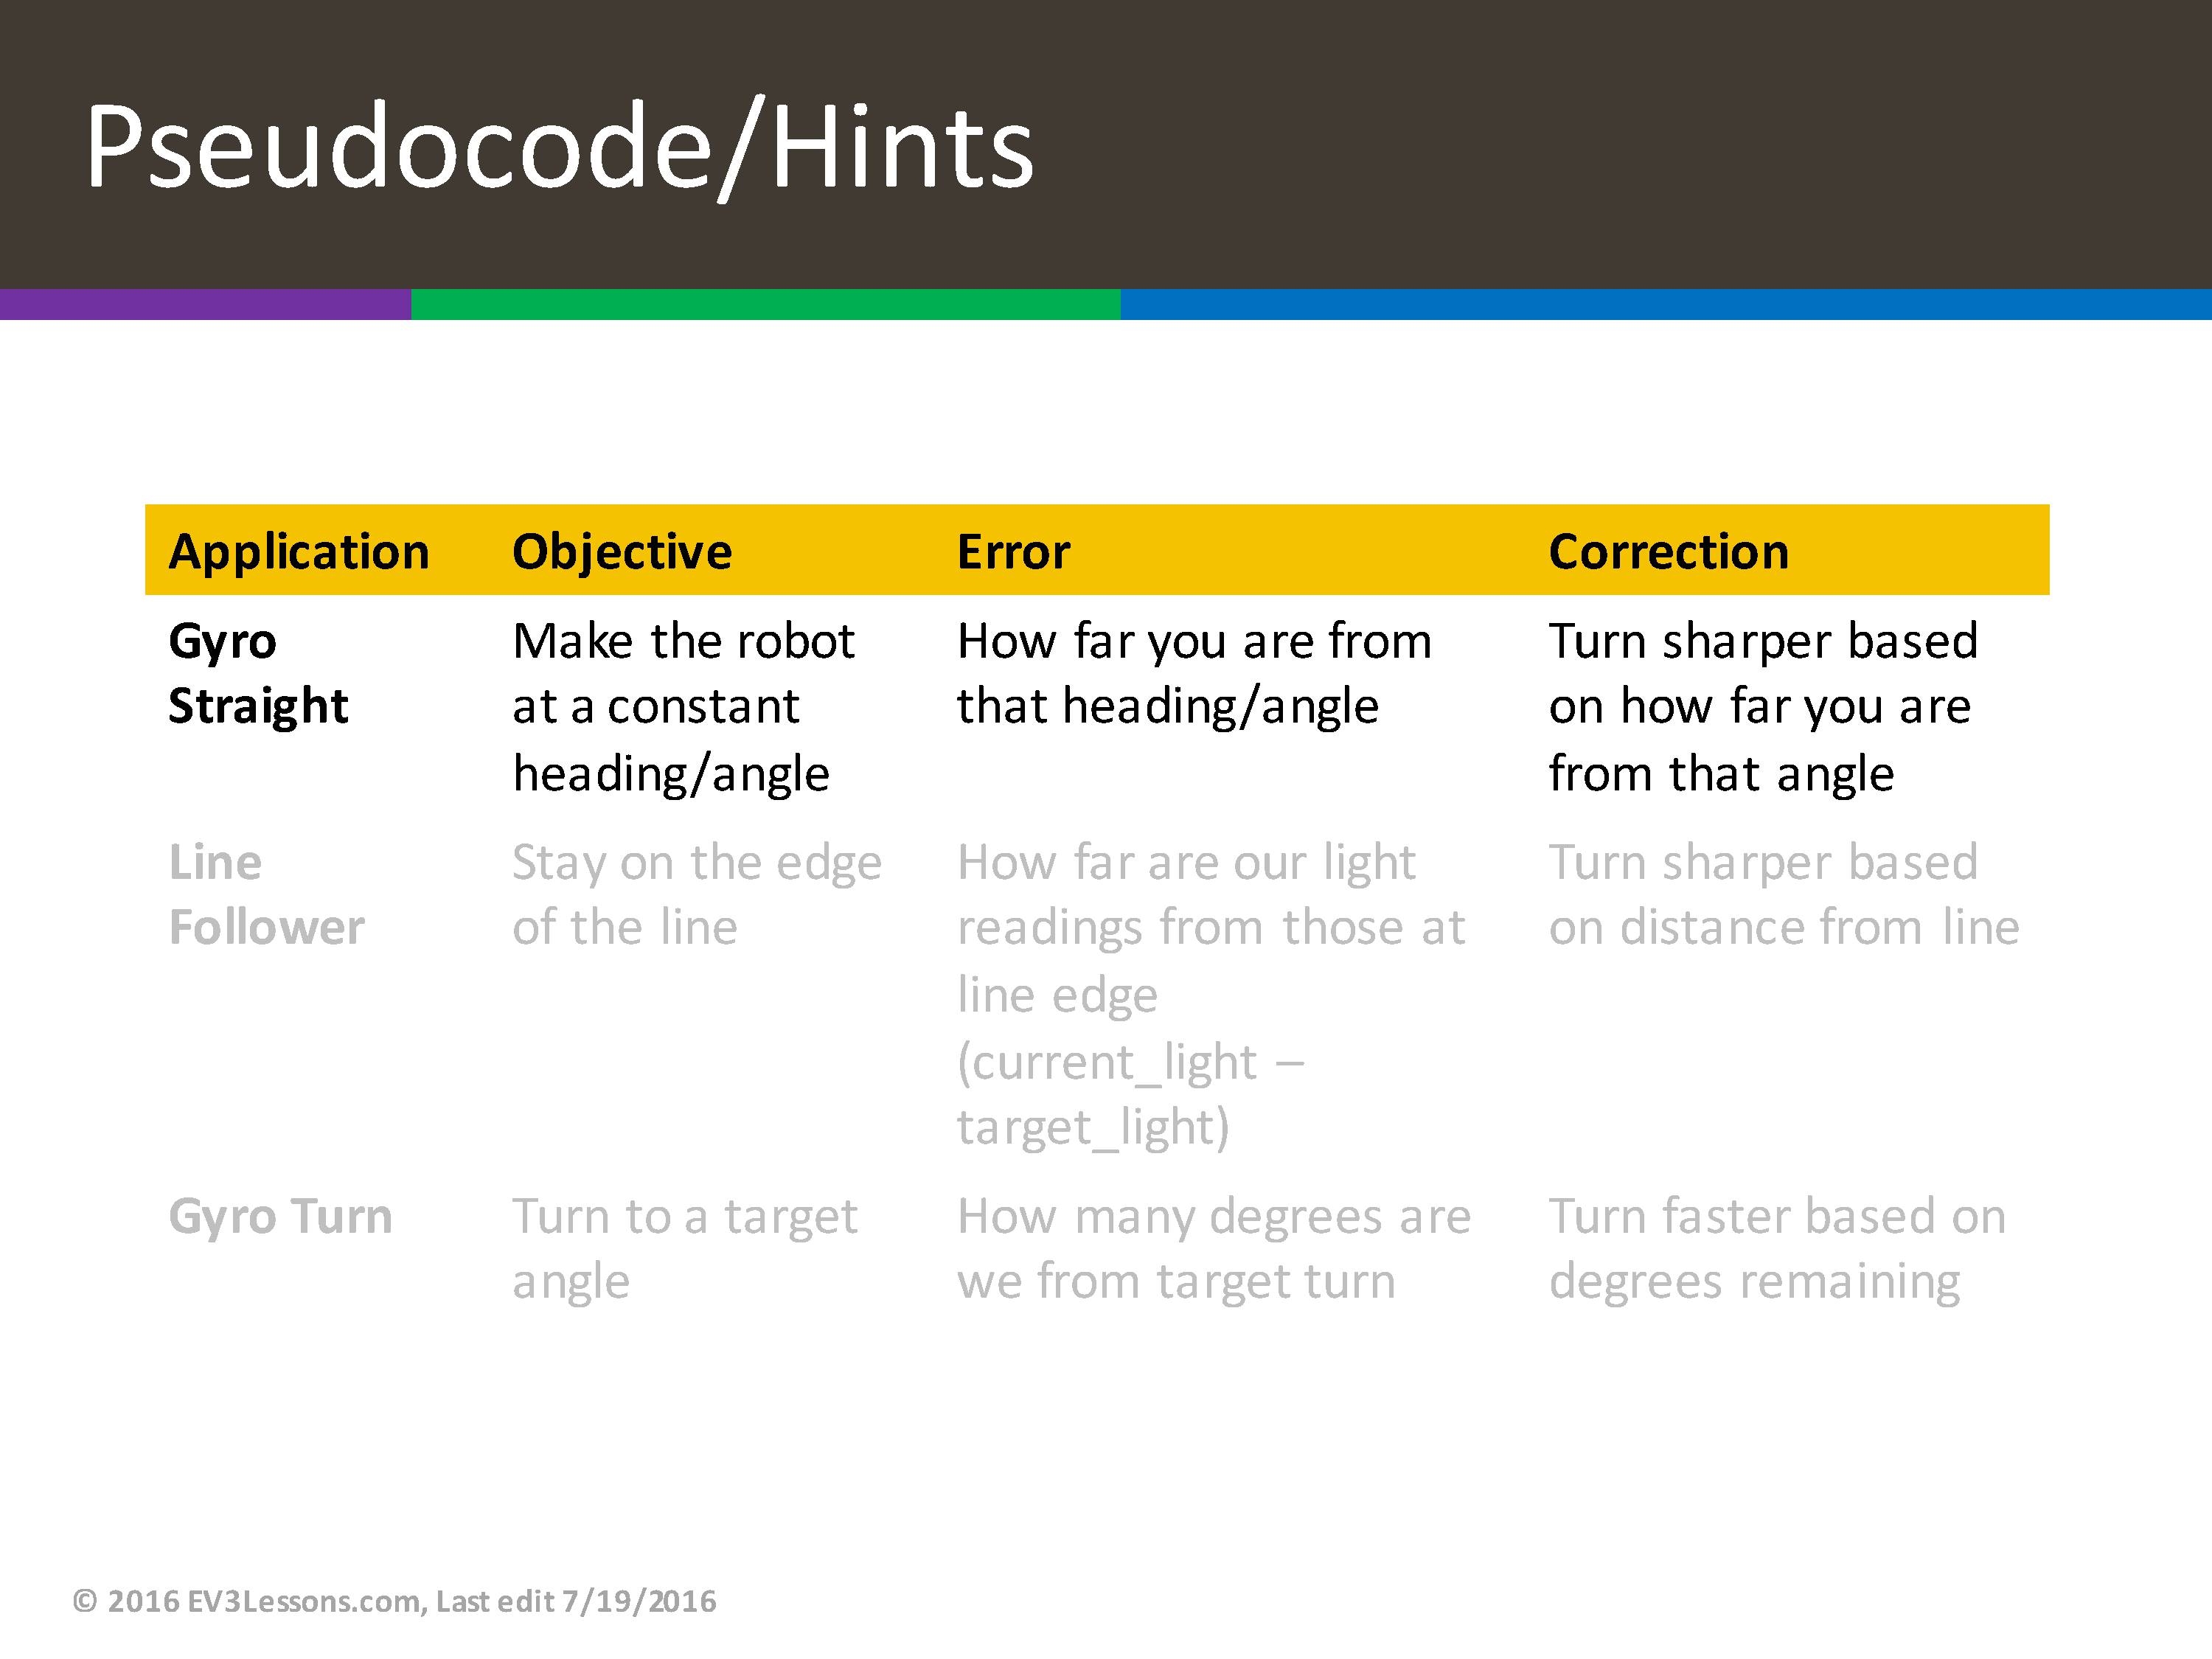 Pseudocode/Hints
Application Objective Error Correction
Gyro
Straight
Make the robot
at a constant
heading/angle
How far you are from
that heading/angle
Turn sharper based
on how far you are
from that angle
Line
Follower
Stay on the edge
of the line
How far are our light
readings from those at
line edge
(current_light –
target_light)
Turn sharper based
on distance from line
Gyro Turn
Turn to a target
angle
How many degrees are
we from target turn
Turn faster based on
degrees remaining
© 2016 EV3Lessons.com, Last edit 7/19/2016